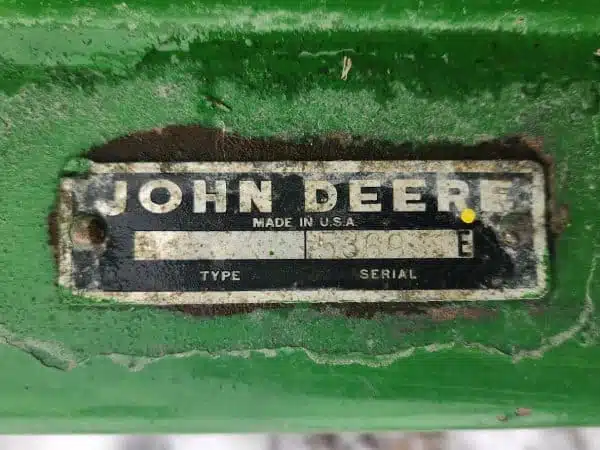 JOHN DEERE
MADE IN U.S.A.
E
TYPE SERIAL